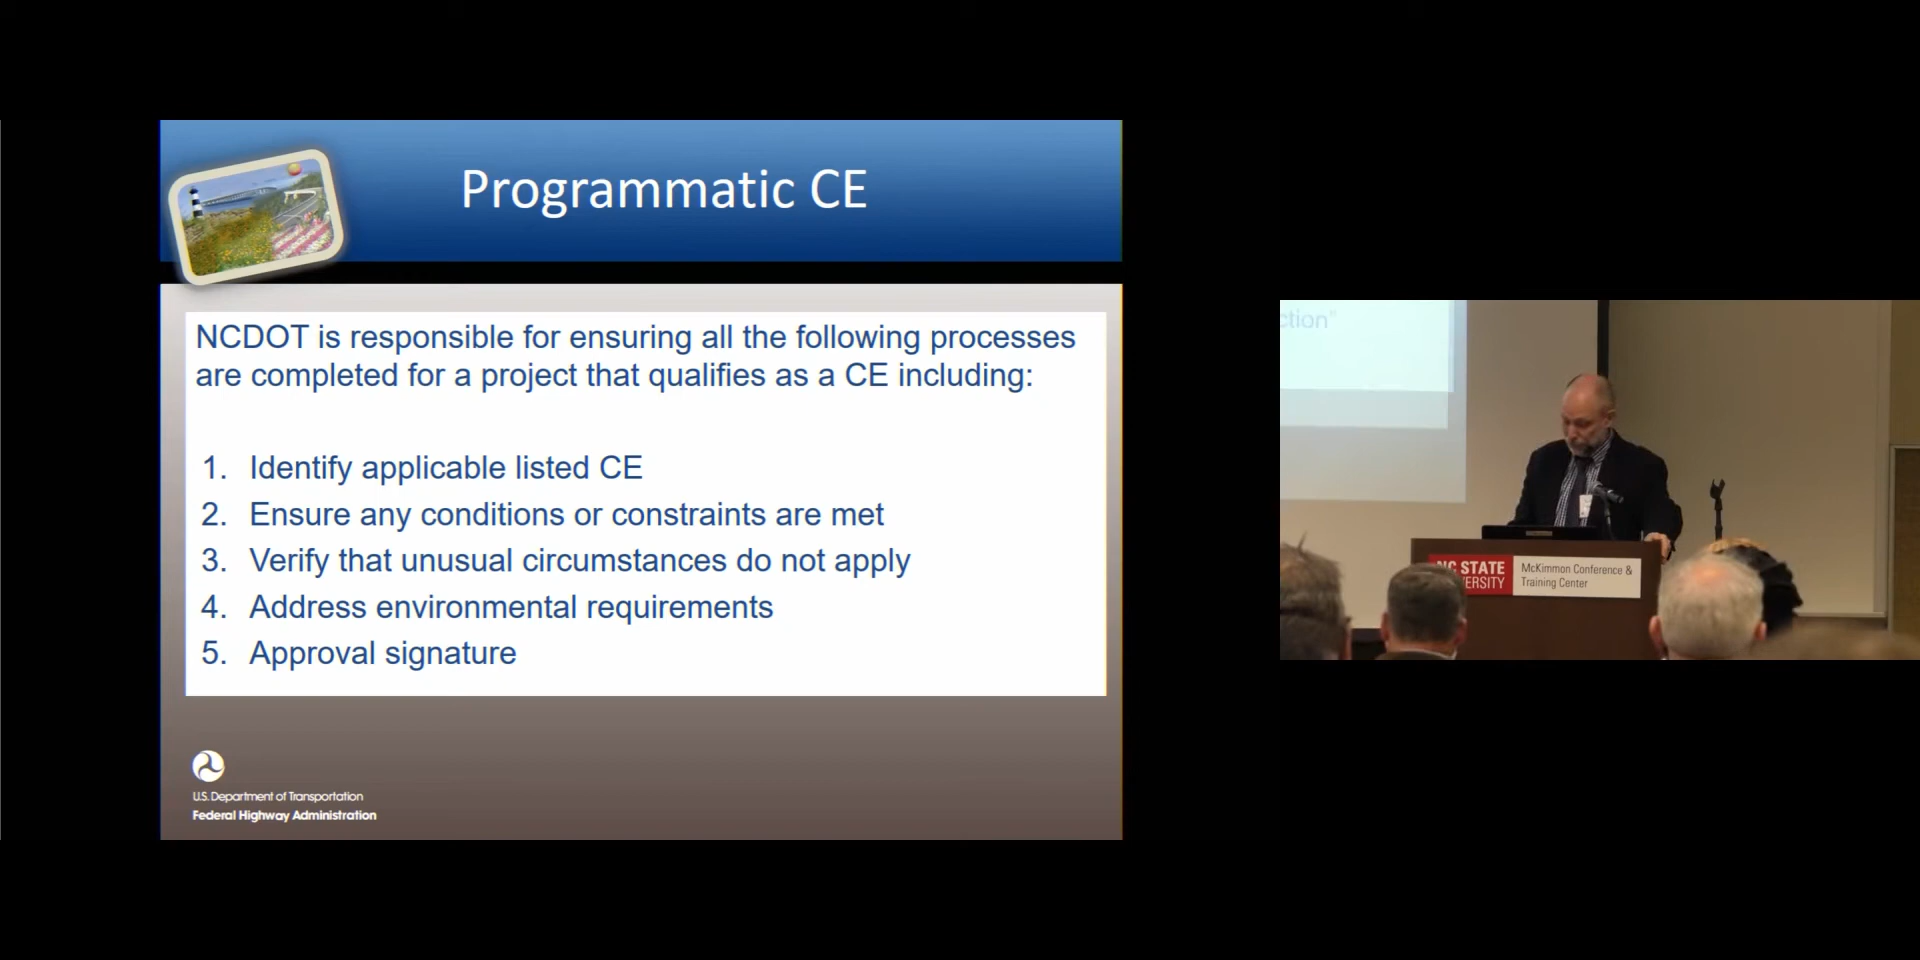 Programmatic CE
NCDOT is responsible for ensuring all the following processes
are completed for a project that qualifies as a CE including:
1. Identify applicable listed CE
2. Ensure any conditions or constraints are met
3. Verify that unusual circumstances do not apply
4. Address environmental requirements
5. Approval signature
U.S. Department of Transportation
Federal Highway Administration
ction"
NC STATE
ERSITY
McKimmon Conference &
Training Center